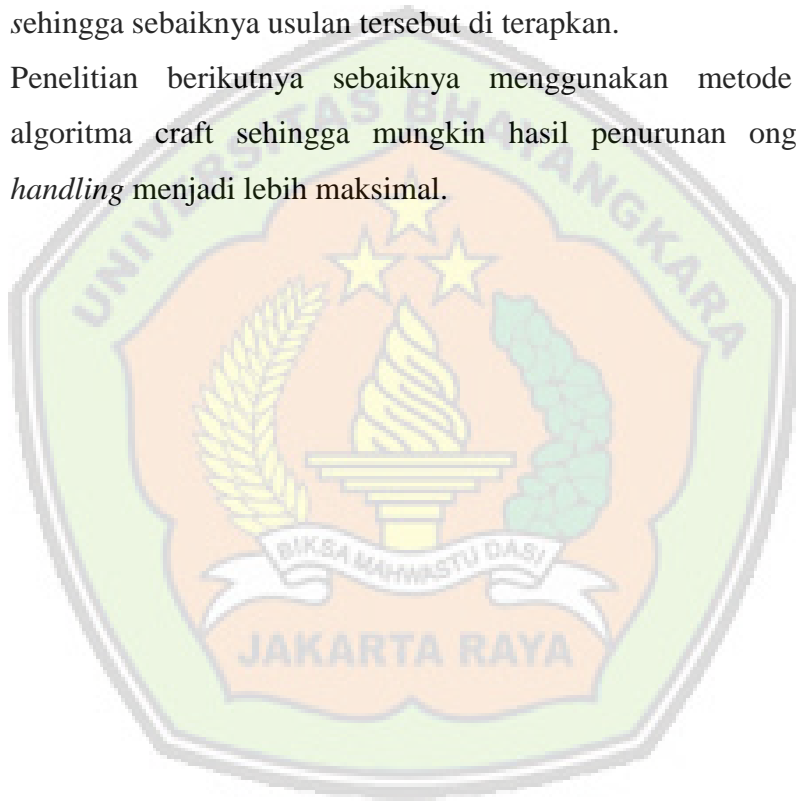 sehingga sebaiknya usulan tersebut di terapkan.
Penelitian berikutnya sebaiknya menggunakan metode
algoritma craft sehingga mungkin hasil penurunan ong
handling menjadi lebih maksimal.
UNIVERSITAS BHAYANGKARA
BIKSA MAHWASTU DASI
JAKARTA RAYA